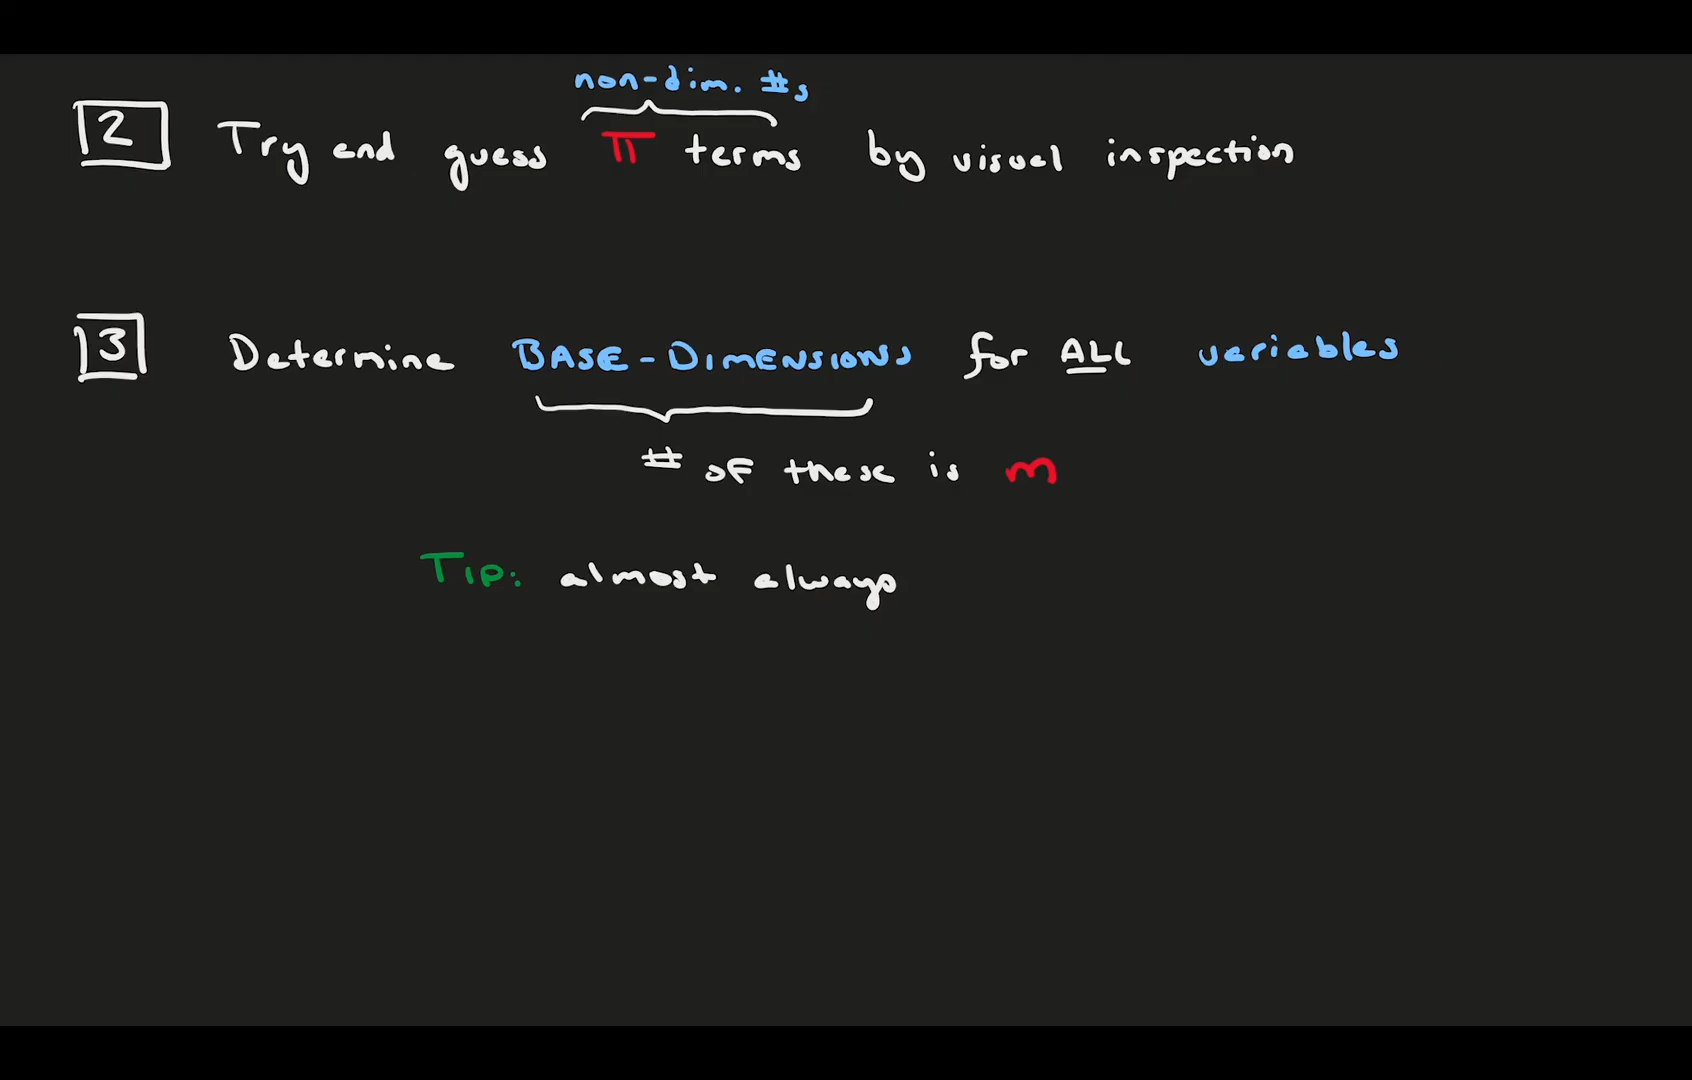 non-dim. #s
2 Try and guess π terms by visual inspection
3 Determine BASE-DIMENSIONS for ALL variables
# of these is m
TIP: almost always